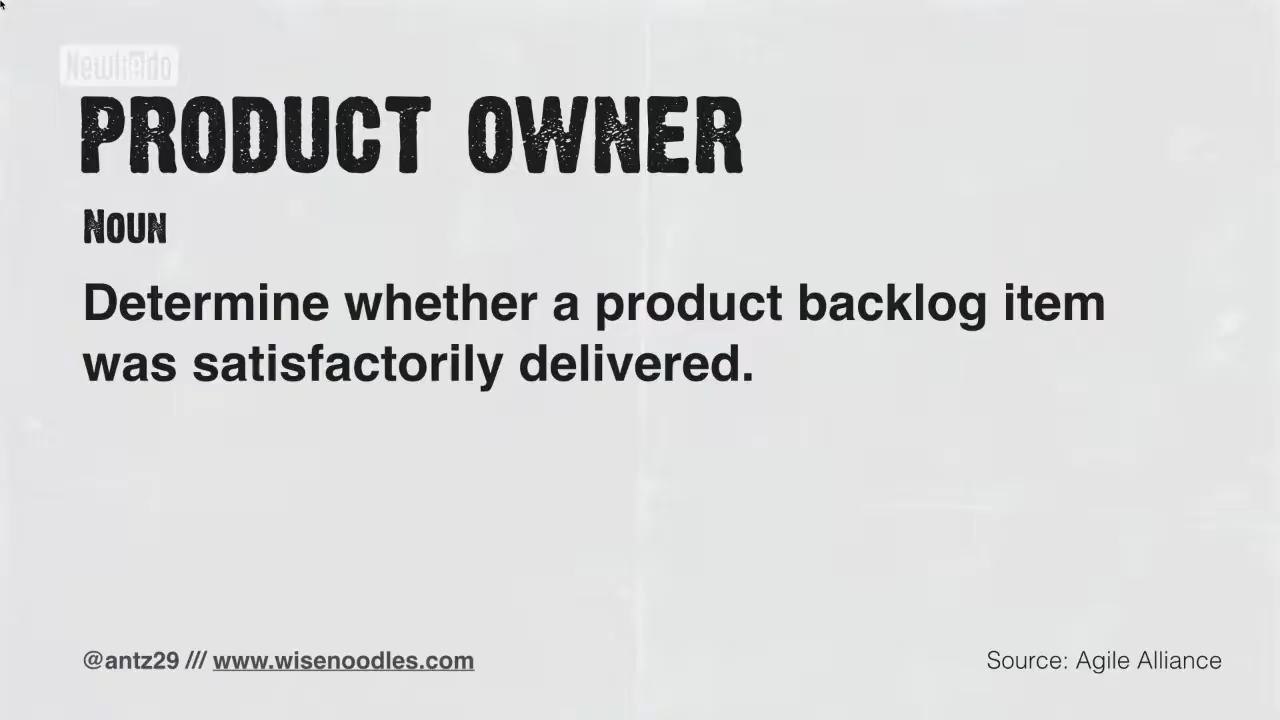 PRODUCT OWNER
NOUN
Determine whether a product backlog item
was satisfactorily delivered.
@antz29 /// www.wisenoodles.com
Source: Agile Alliance